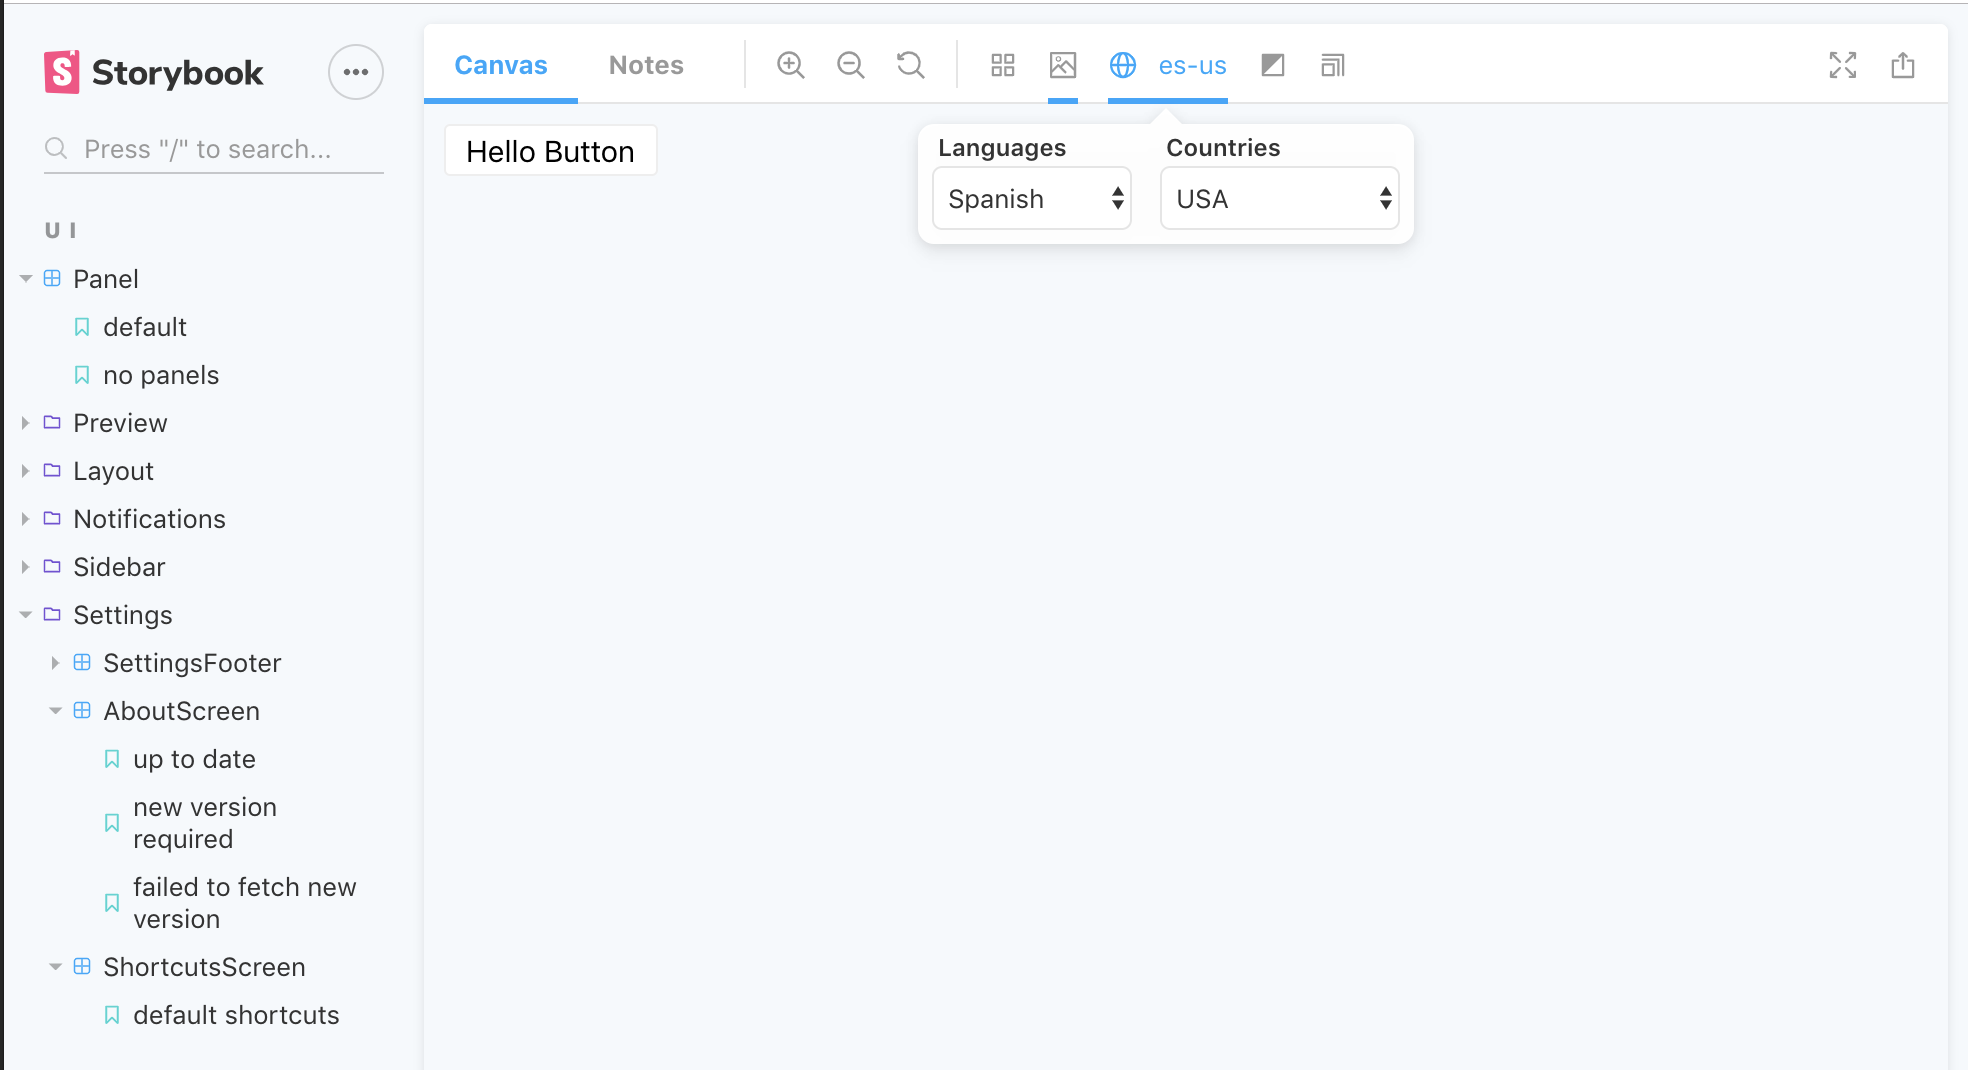 Storybook
Press "/" to search...
UI
Panel
default
no panels
Preview
Layout
Notifications
Sidebar
Settings
SettingsFooter
AboutScreen
up to date
new version
required
failed to fetch new
version
ShortcutsScreen
default shortcuts
Canvas Notes es-us
Hello Button
Languages Countries
Spanish USA